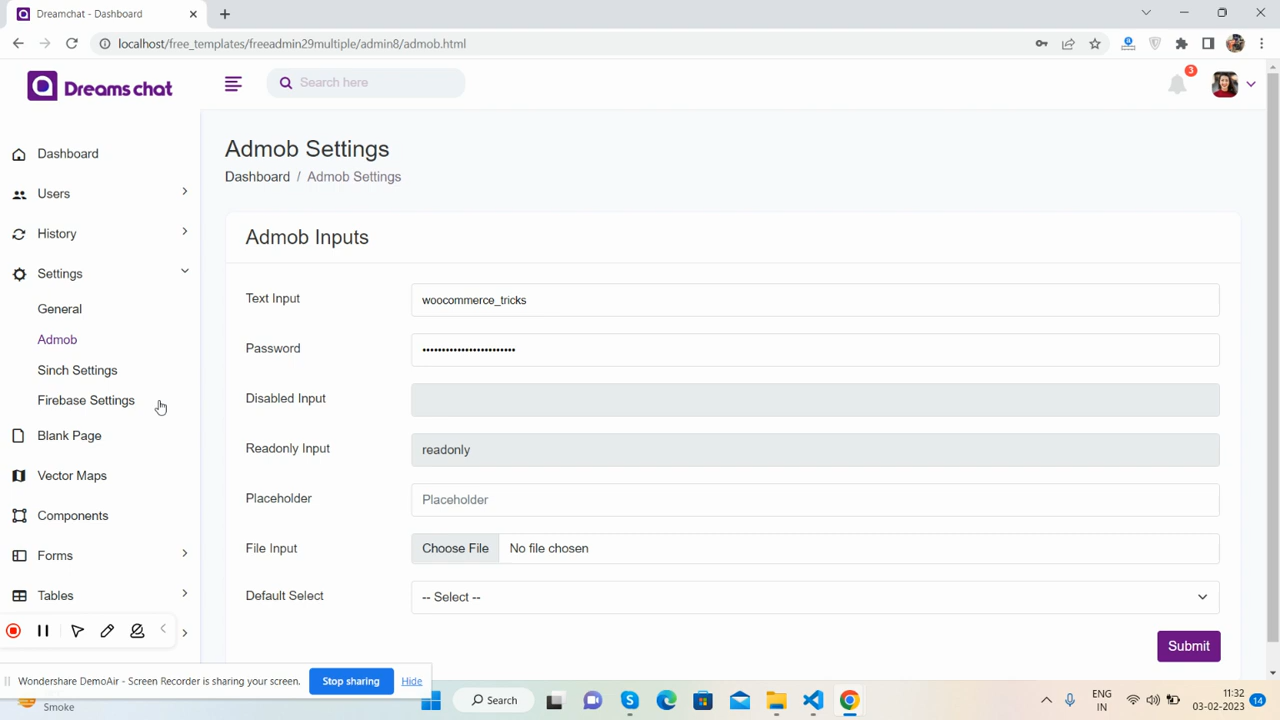 Dreamchat - Dashboard
localhost/free_templates/freeadmin29multiple/admin8/admob.html
Dreams chat
Search here
3
Dashboard
Users
History
Settings
General
Admob
Sinch Settings
Firebase Settings
Blank Page
Vector Maps
Components
Forms
Tables
Admob Settings
Dashboard / Admob Settings
Admob Inputs
Text Input
woocommerce_tricks
Password
••••••••••••••••••••••••
Disabled Input
Readonly Input
readonly
Placeholder
Placeholder
File Input
Choose File No file chosen
Default Select
-- Select --
Submit
Wondershare DemoAir - Screen Recorder is sharing your screen. Stop sharing Hide
Smoke
Search
ENG
IN
11:32
03-02-2023
14